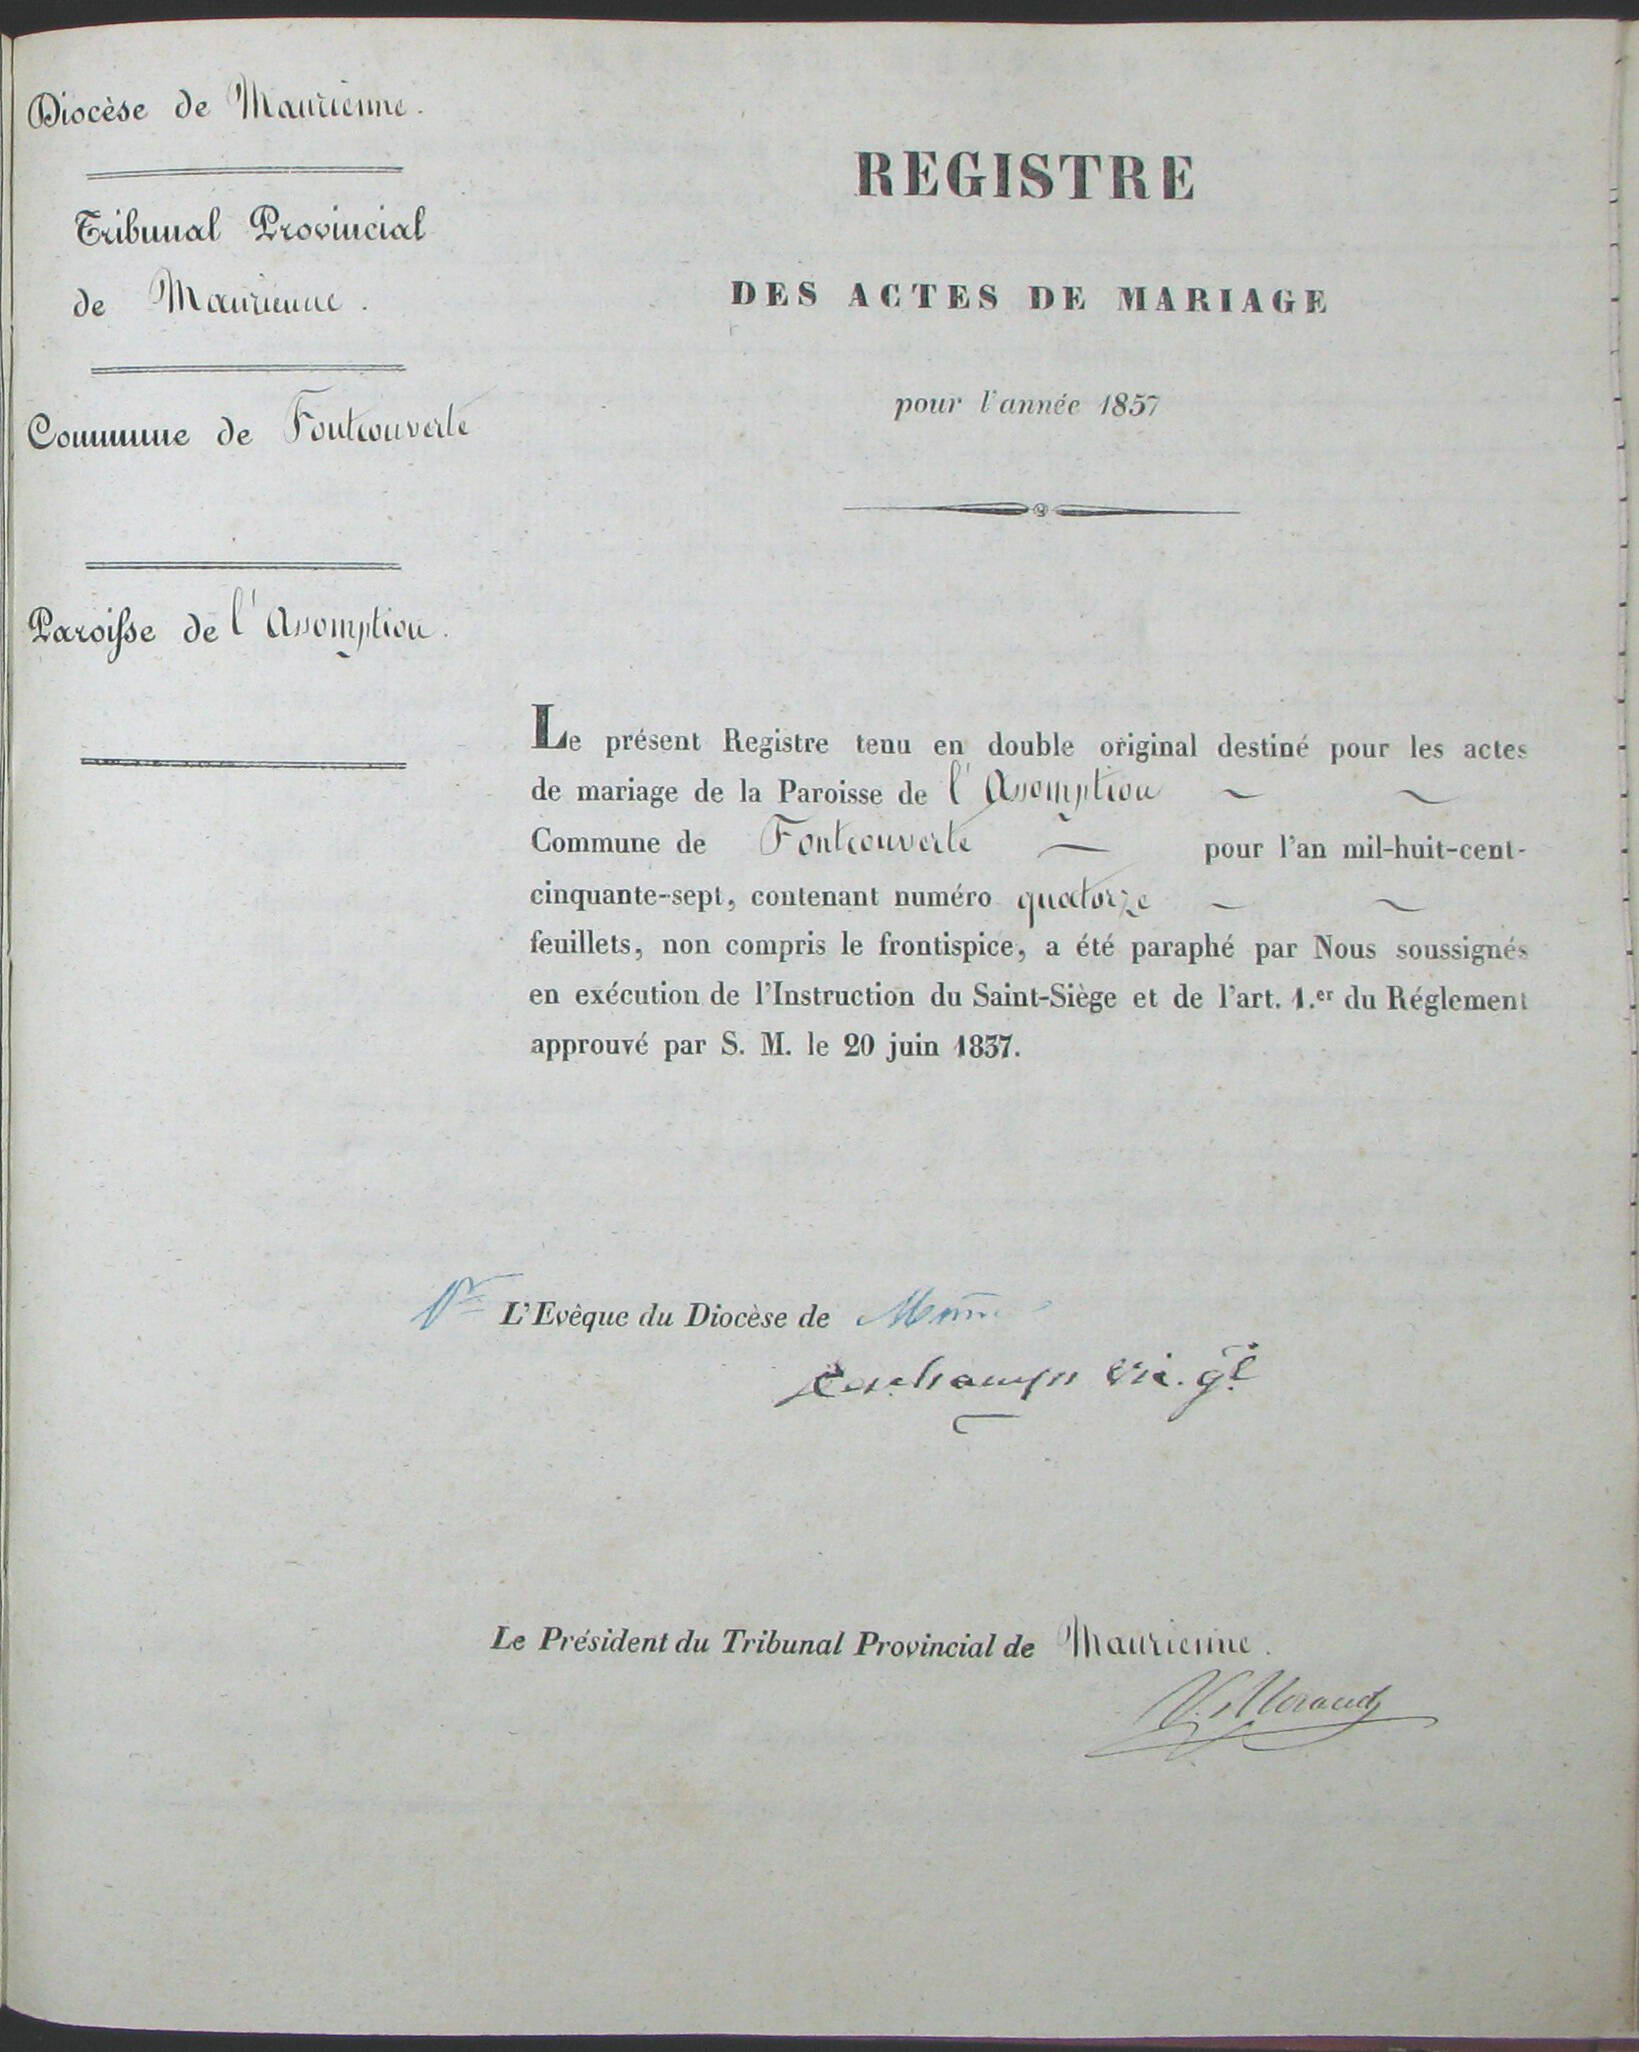 Diocèse de Maurienne.
Tribunal Provincial
de Maurienne.
Commune de Fontcouverte
Paroisse de l'Assomption.
REGISTRE
DES ACTES DE MARIAGE
pour l'année 1857
Le présent Registre tenu en double original destiné pour les actes
de mariage de la Paroisse de l'Assomption ~ ~
Commune de Fontcouverte — pour l'an mil-huit-cent-
cinquante-sept, contenant numéro quatorze ~ ~
feuillets, non compris le frontispice, a été paraphé par Nous soussignés
en exécution de l'Instruction du Saint-Siège et de l'art. 1.er du Réglement
approuvé par S. M. le 20 juin 1837.
L'Evêque du Diocèse de
vic. gl
Le Président du Tribunal Provincial de Maurienne.